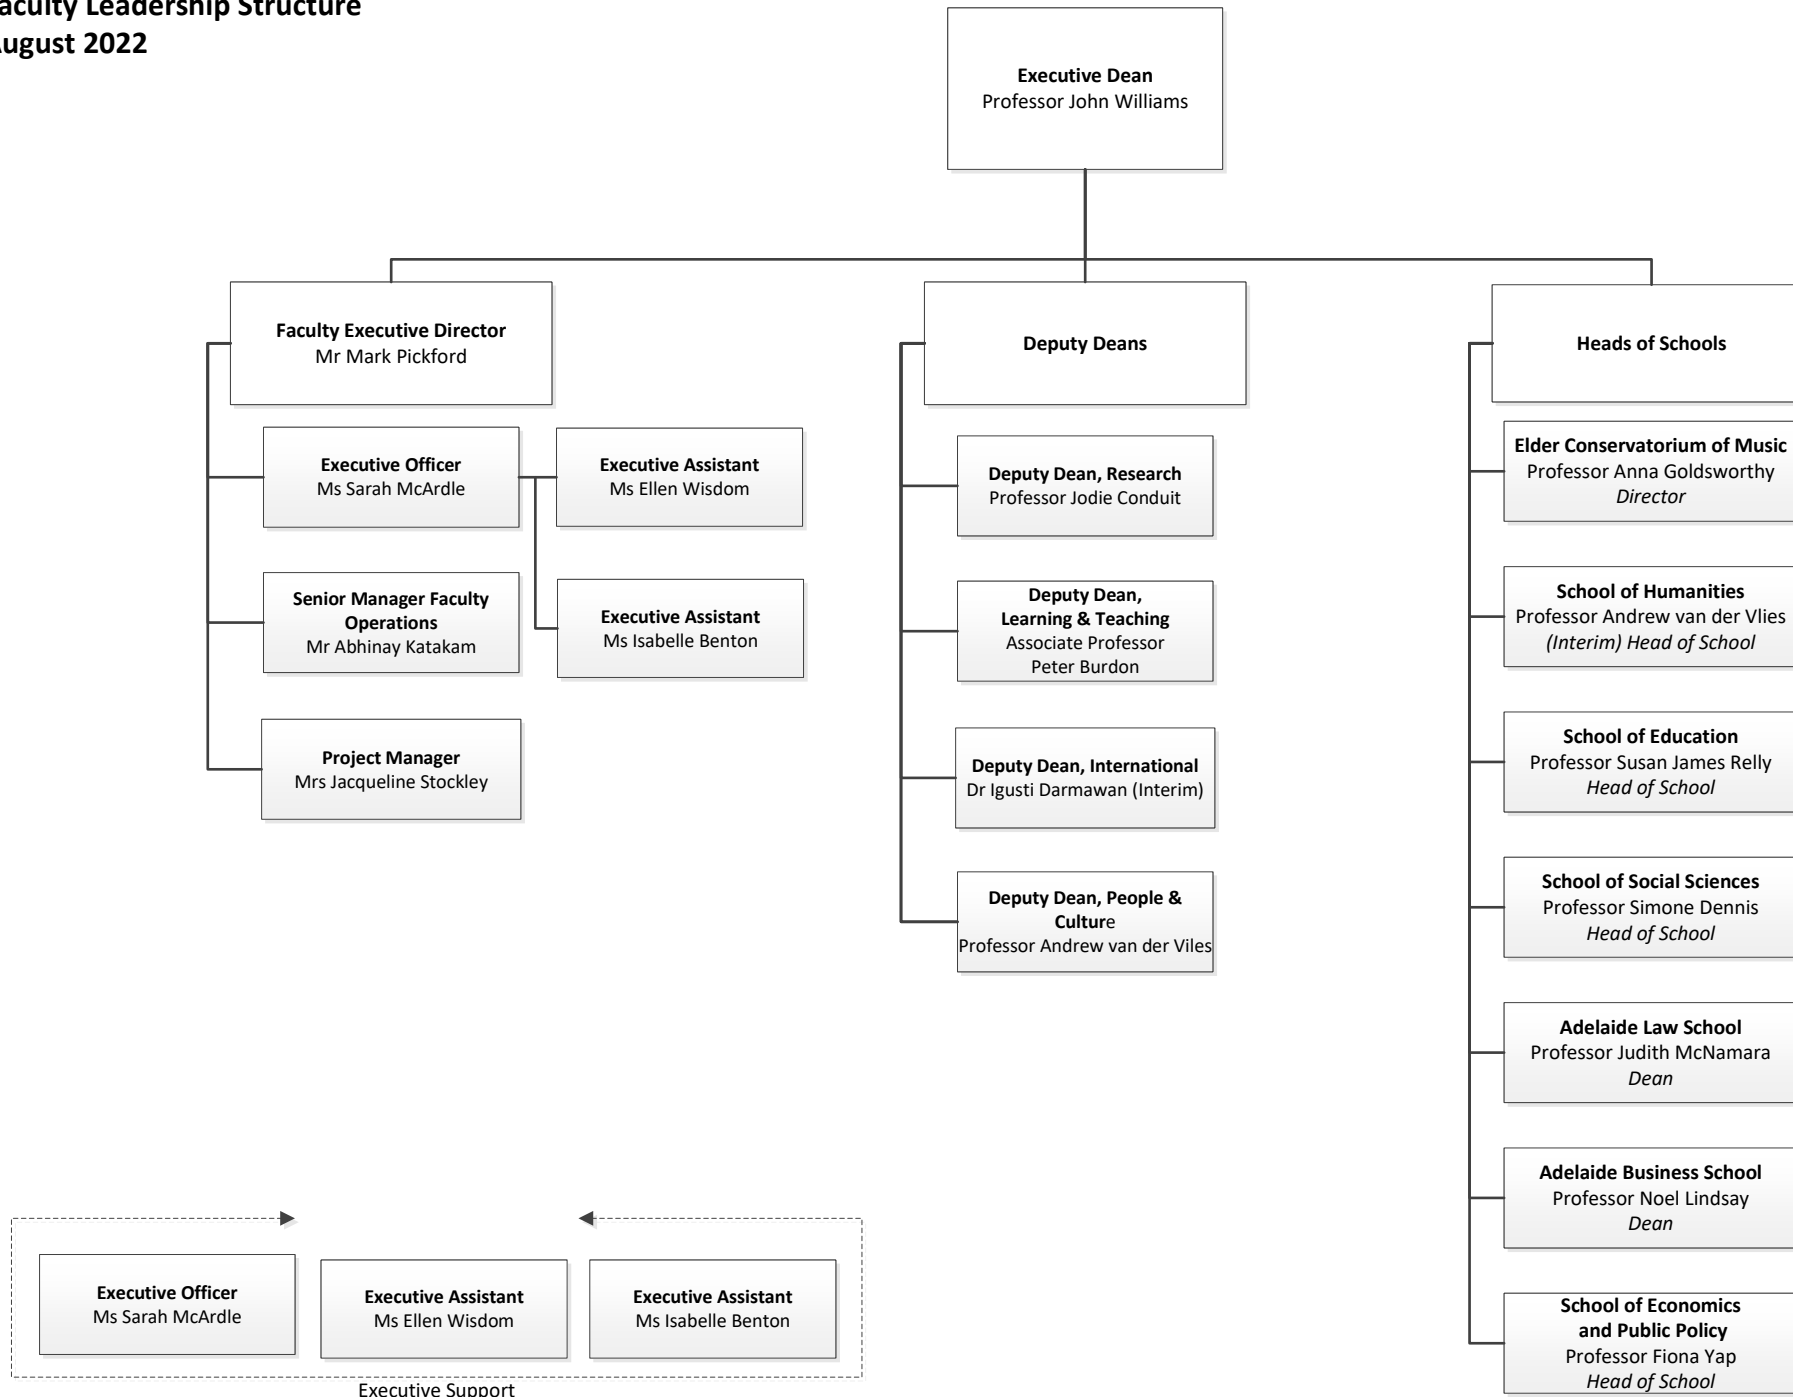 aculty Leadership Structure
ugust 2022
Executive Dean
Professor John Williams
Faculty Executive Director
Mr Mark Pickford
Executive Officer
Ms Sarah McArdle
Executive Assistant
Ms Ellen Wisdom
Senior Manager Faculty
Operations
Mr Abhinay Katakam
Executive Assistant
Ms Isabelle Benton
Project Manager
Mrs Jacqueline Stockley
Deputy Deans
Deputy Dean, Research
Professor Jodie Conduit
Deputy Dean,
Learning & Teaching
Associate Professor
Peter Burdon
Deputy Dean, International
Dr Igusti Darmawan (Interim)
Deputy Dean, People &
Culture
Professor Andrew van der Viles
Heads of Schools
Elder Conservatorium of Music
Professor Anna Goldsworthy
Director
School of Humanities
Professor Andrew van der Vlies
(Interim) Head of School
School of Education
Professor Susan James Relly
Head of School
School of Social Sciences
Professor Simone Dennis
Head of School
Adelaide Law School
Professor Judith McNamara
Dean
Adelaide Business School
Professor Noel Lindsay
Dean
School of Economics
and Public Policy
Professor Fiona Yap
Head of School
Executive Officer
Ms Sarah McArdle
Executive Assistant
Ms Ellen Wisdom
Executive Assistant
Ms Isabelle Benton
Executive Support